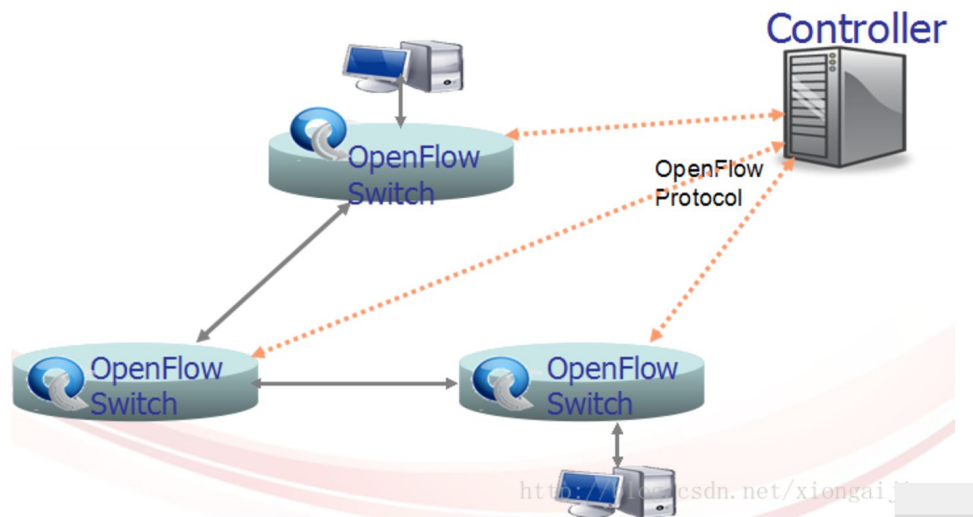 Controller
OpenFlow
Switch
OpenFlow
Protocol
OpenFlow
Switch
OpenFlow
Switch